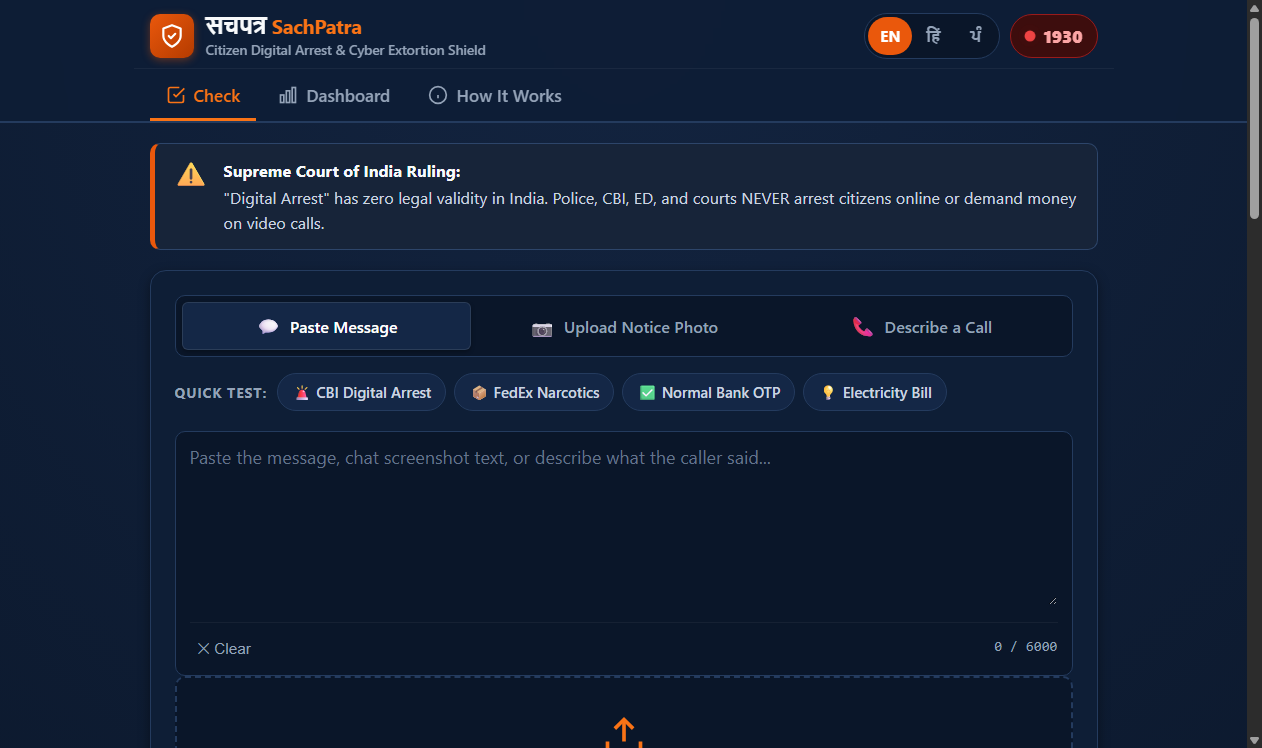 सचपत्र SachPatra
Citizen Digital Arrest & Cyber Extortion Shield
EN हिं ਪੰ 1930
Check Dashboard How It Works
Supreme Court of India Ruling:
"Digital Arrest" has zero legal validity in India. Police, CBI, ED, and courts NEVER arrest citizens online or demand money
on video calls.
Paste Message Upload Notice Photo Describe a Call
QUICK TEST: CBI Digital Arrest FedEx Narcotics Normal Bank OTP Electricity Bill
Paste the message, chat screenshot text, or describe what the caller said...
Clear 0 / 6000